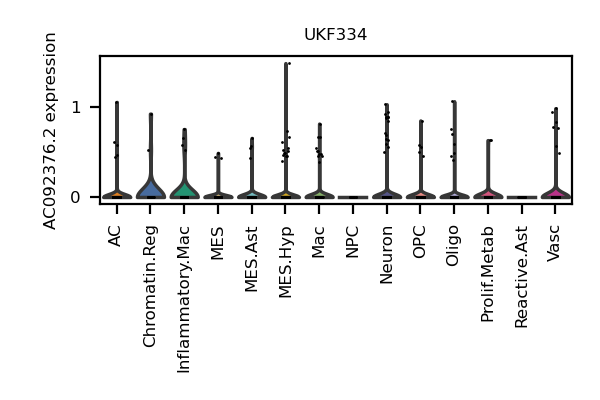 UKF334
AC092376.2 expression
1
0
AC
Chromatin.Reg
Inflammatory.Mac
MES
MES.Ast
MES.Hyp
Mac
NPC
Neuron
OPC
Oligo
Prolif.Metab
Reactive.Ast
Vasc